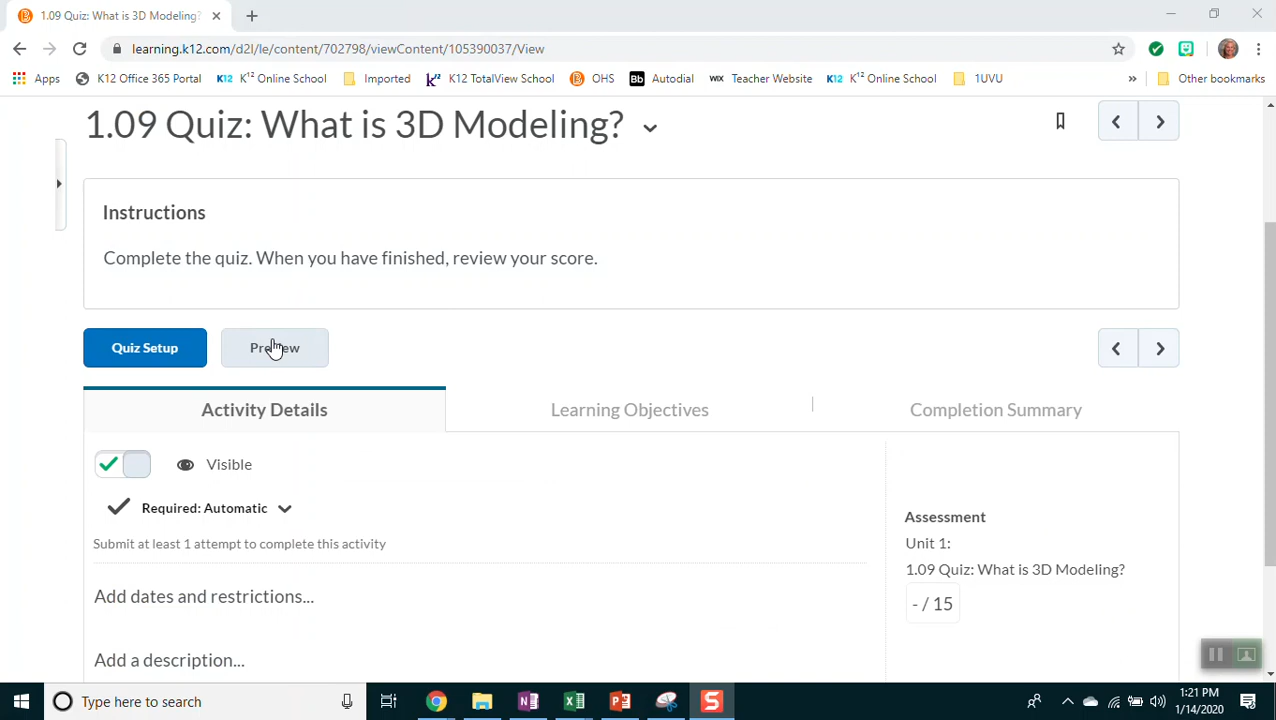 1.09 Quiz: What is 3D Modeling?
learning.k12.com/d2l/le/content/702798/viewContent/105390037/View
Apps K12 Office 365 Portal K12 K¹² Online School Imported K12 TotalView School OHS Bb Autodial WIX Teacher Website K12 K¹² Online School 1UVU » Other bookmarks
1.09 Quiz: What is 3D Modeling?
Instructions
Complete the quiz. When you have finished, review your score.
Quiz Setup Preview
Activity Details Learning Objectives Completion Summary
Visible
Required: Automatic
Submit at least 1 attempt to complete this activity
Add dates and restrictions...
Add a description...
Assessment
Unit 1:
1.09 Quiz: What is 3D Modeling?
- / 15
Type here to search
1:21 PM
1/14/2020